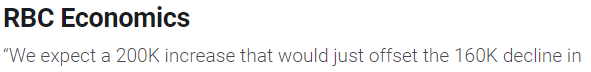 RBC Economics
“We expect a 200K increase that would just offset the 160K decline in